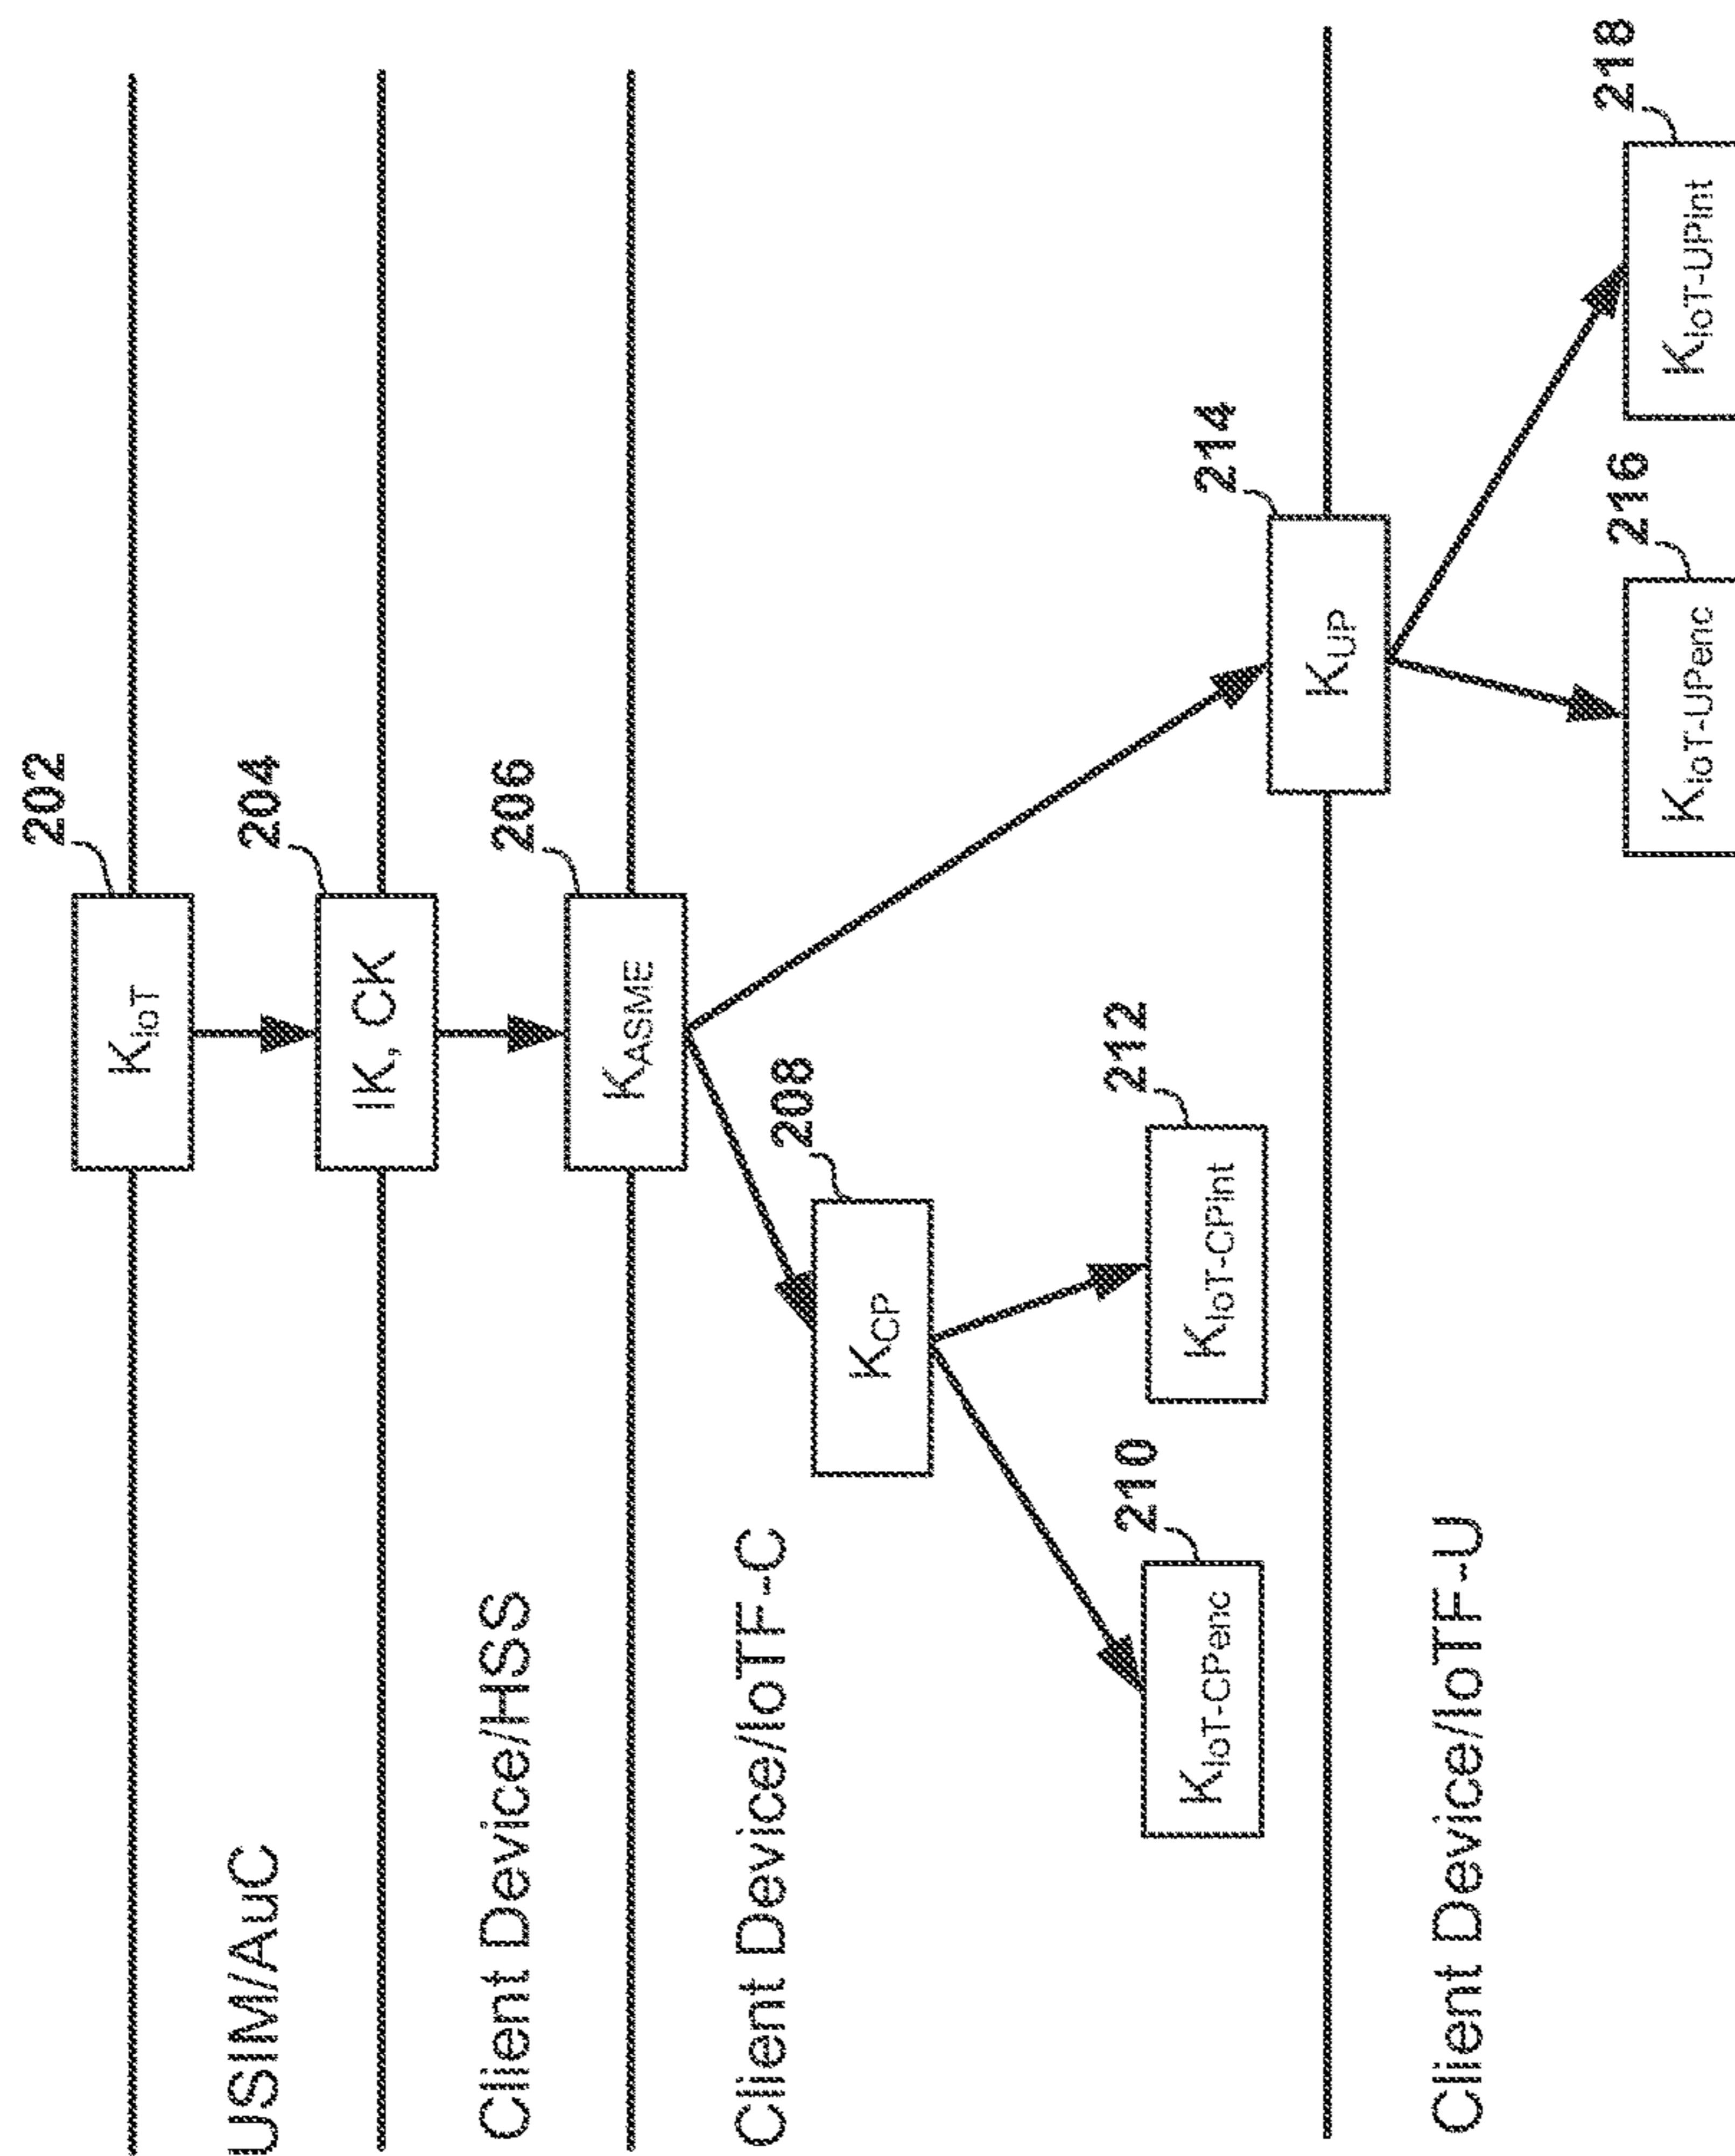 202
K_IoT
USIM/AuC
204
IK, CK
Client Device/HSS
206
K_ASME
Client Device/IoTF-C
208
K_CP
210
K_IoT-CPenc
212
K_IoT-CPint
214
K_UP
Client Device/IoTF-U
216
K_IoT-UPenc
218
K_IoT-UPint